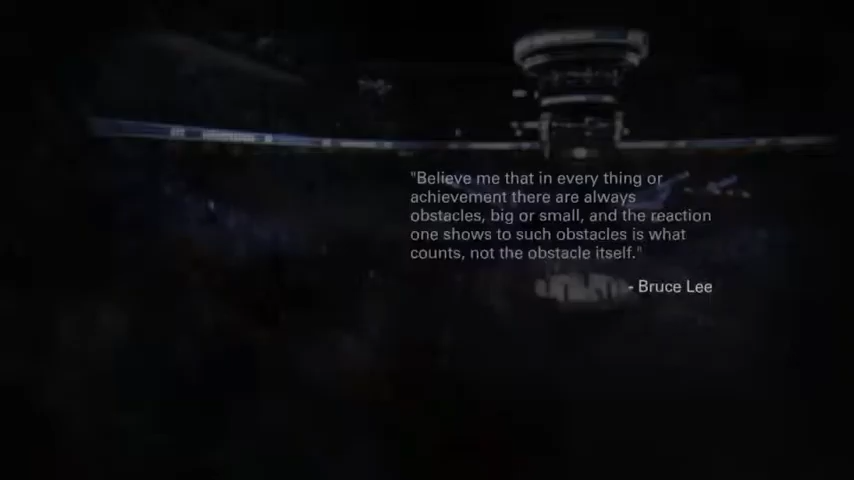 "Believe me that in every thing or
achievement there are always
obstacles, big or small, and the reaction
one shows to such obstacles is what
counts, not the obstacle itself."
- Bruce Lee